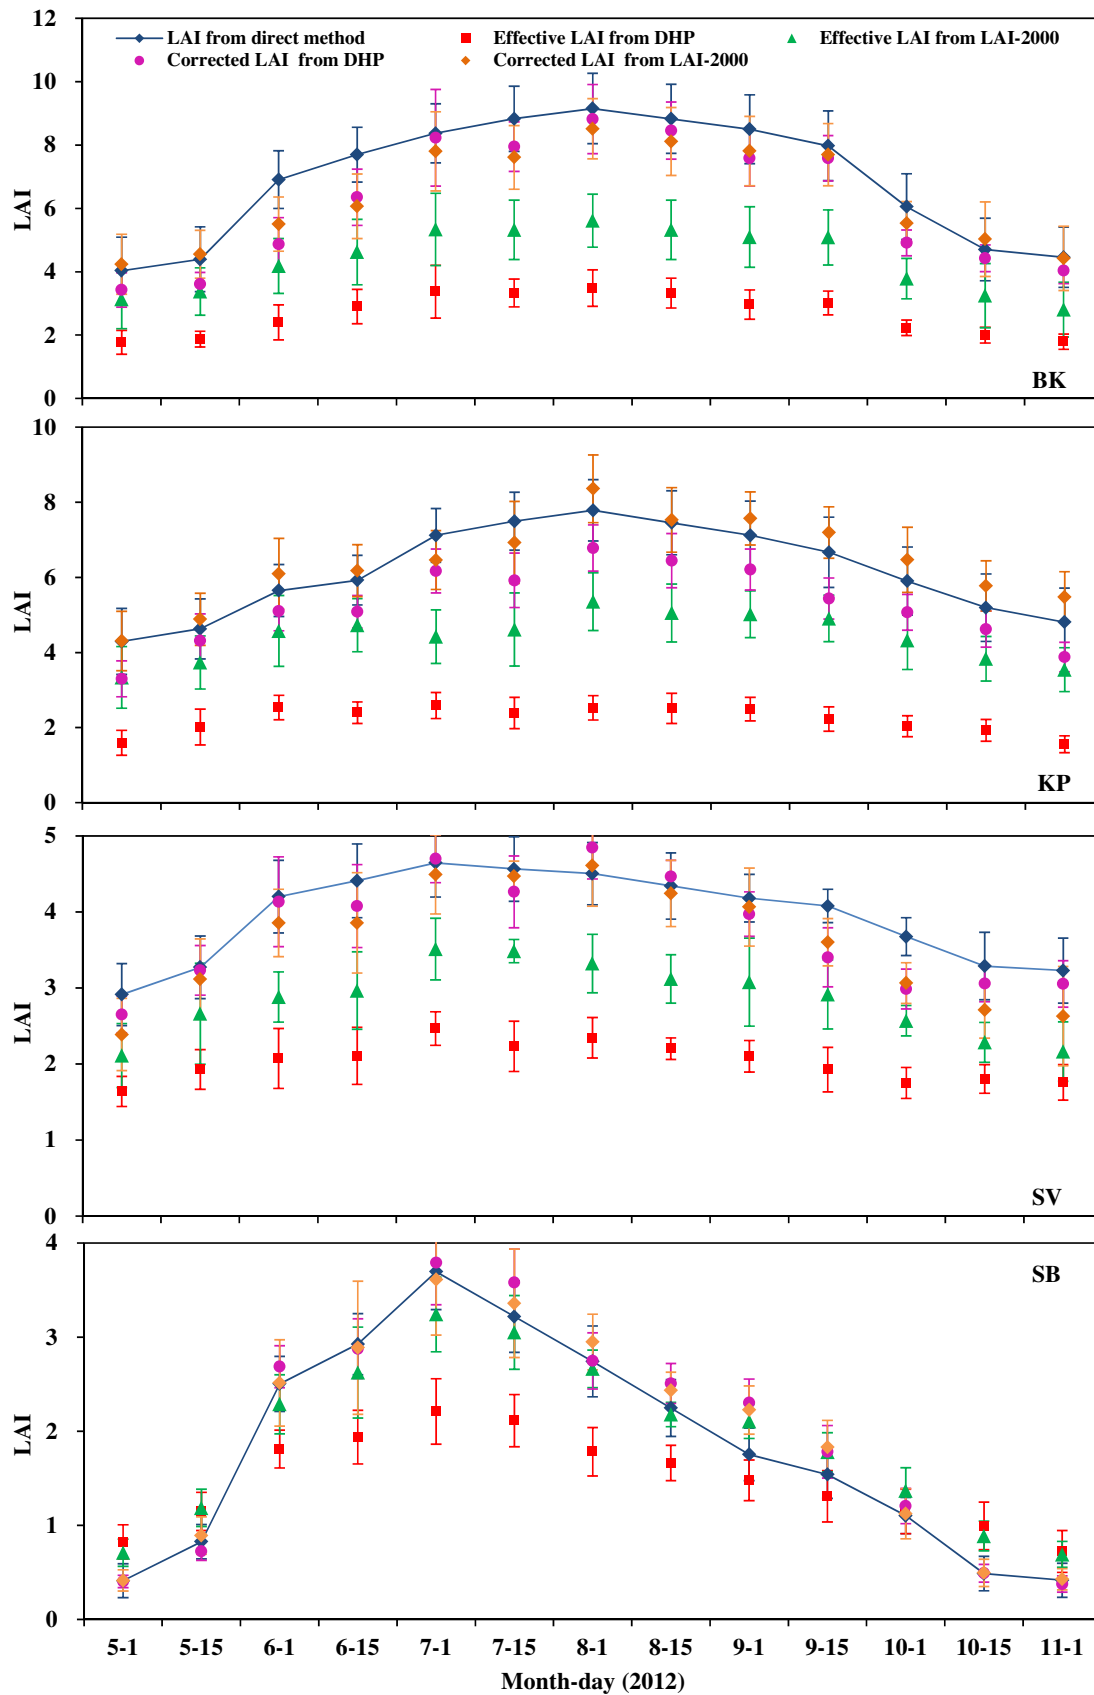 12
10
8
6
4
2
0
LAI
LAI from direct method
Effective LAI from DHP
Effective LAI from LAI-2000
Corrected LAI  from DHP
Corrected LAI  from LAI-2000
BK
10
8
6
4
2
0
LAI
KP
5
4
3
2
1
0
LAI
SV
4
3
2
1
0
LAI
SB
5-1 5-15 6-1 6-15 7-1 7-15 8-1 8-15 9-1 9-15 10-1 10-15 11-1
Month-day (2012)